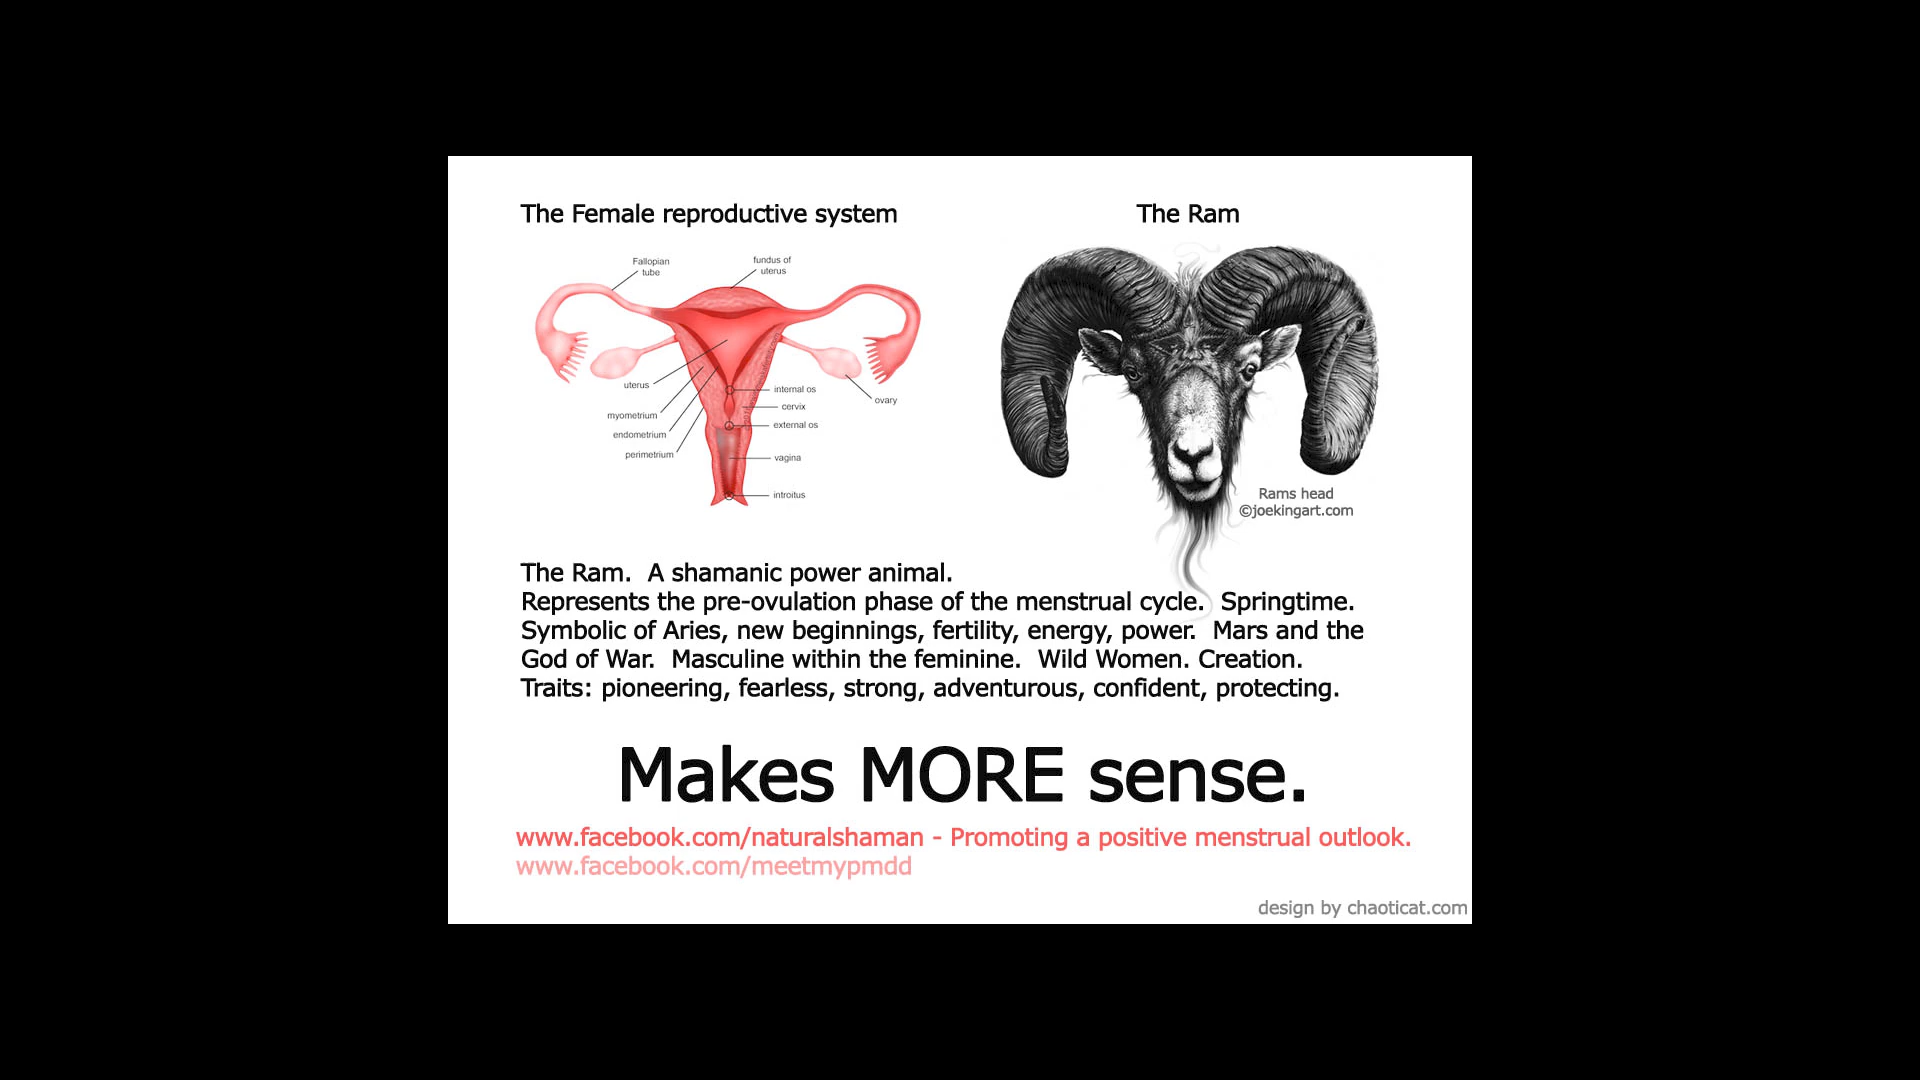 The Female reproductive system
The Ram
Fallopian
tube
fundus of
uterus
uterus
myometrium
endometrium
perimetrium
internal os
cervix
external os
vagina
introitus
ovary
Rams head
©joekingart.com
The Ram.  A shamanic power animal.
Represents the pre-ovulation phase of the menstrual cycle.  Springtime.
Symbolic of Aries, new beginnings, fertility, energy, power.  Mars and the
God of War.  Masculine within the feminine.  Wild Women. Creation.
Traits: pioneering, fearless, strong, adventurous, confident, protecting.
Makes MORE sense.
www.facebook.com/naturalshaman - Promoting a positive menstrual outlook.
www.facebook.com/meetmypmdd
design by chaoticat.com